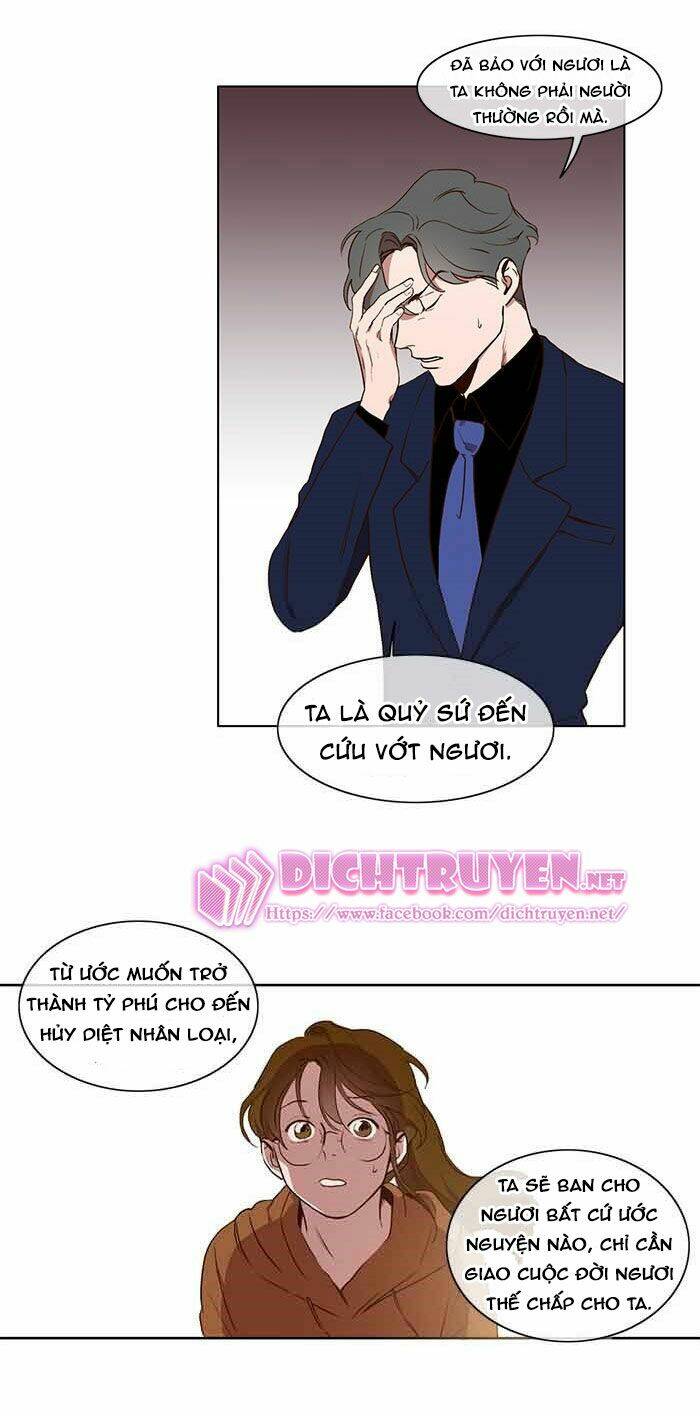 ĐÃ BẢO VỚI NGƯƠI LÀ
TA KHÔNG PHẢI NGƯỜI
THƯỜNG RỒI MÀ.
TA LÀ QUỶ SỨ ĐẾN
CỨU VỚT NGƯƠI.
DICHTRUYEN.NET
Https://www.facebook.com/dichtruyen.net/
TỪ ƯỚC MUỐN TRỞ
THÀNH TỶ PHÚ CHO ĐẾN
HỦY DIỆT NHÂN LOẠI,
TA SẼ BAN CHO
NGƯƠI BẤT CỨ ƯỚC
NGUYỆN NÀO, CHỈ CẦN
GIAO CUỘC ĐỜI NGƯƠI
THẾ CHẤP CHO TA.